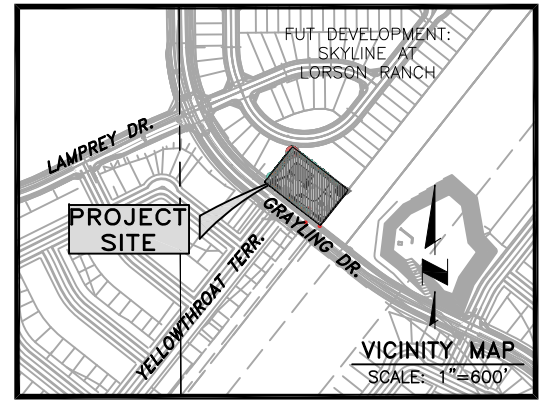 FUT DEVELOPMENT:
SKYLINE AT
LORSON RANCH
LAMPREY DR.
PROJECT
SITE
GRAYLING DR.
YELLOWTHROAT TERR.
VICINITY MAP
SCALE: 1"=600'